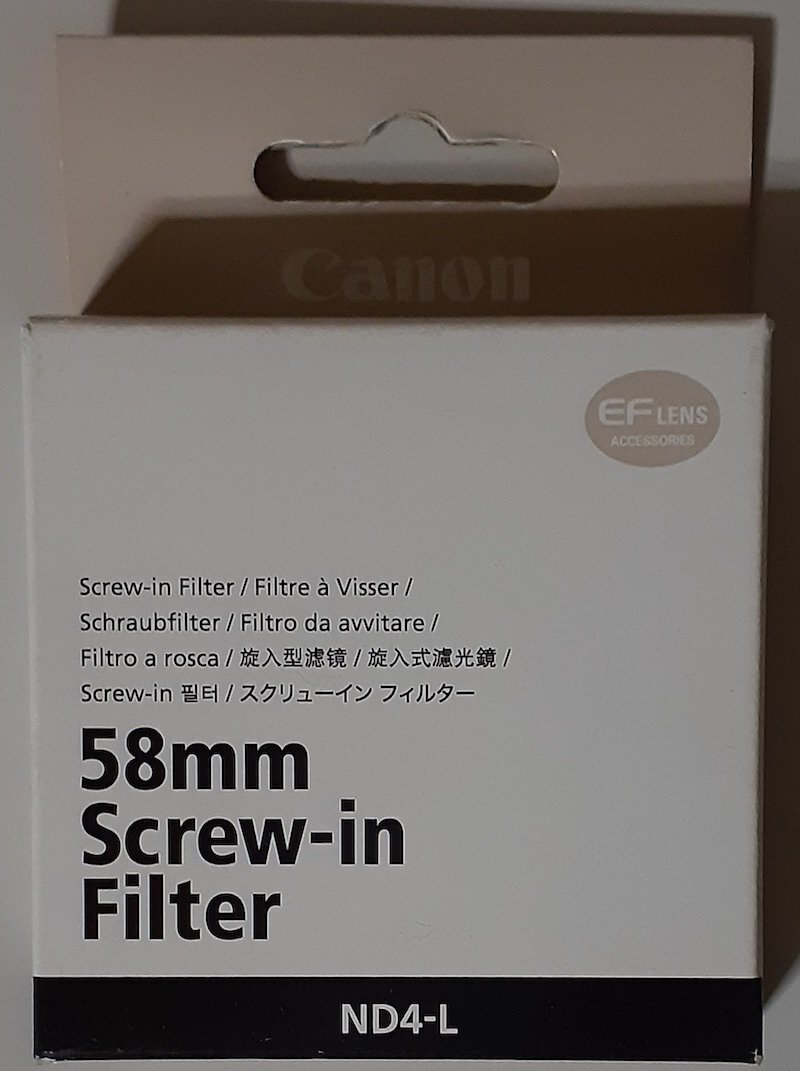 Canon
EF LENS
ACCESSORIES
Screw-in Filter / Filtre à Visser /
Schraubfilter / Filtro da avvitare /
Filtro a rosca / 旋入型滤镜 / 旋入式濾光鏡 /
Screw-in 필터 / スクリューイン フィルター
58mm
Screw-in
Filter
ND4-L